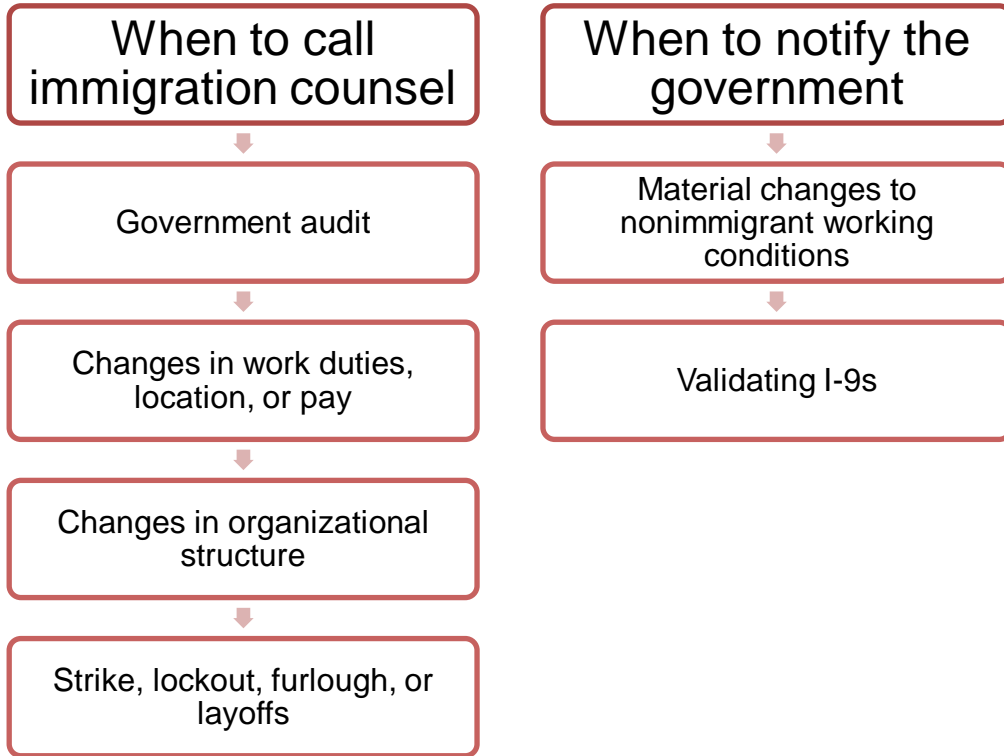 When to call
immigration counsel
Government audit
Changes in work duties,
location, or pay
Changes in organizational
structure
Strike, lockout, furlough, or
layoffs
When to notify the
government
Material changes to
nonimmigrant working
conditions
Validating I-9s